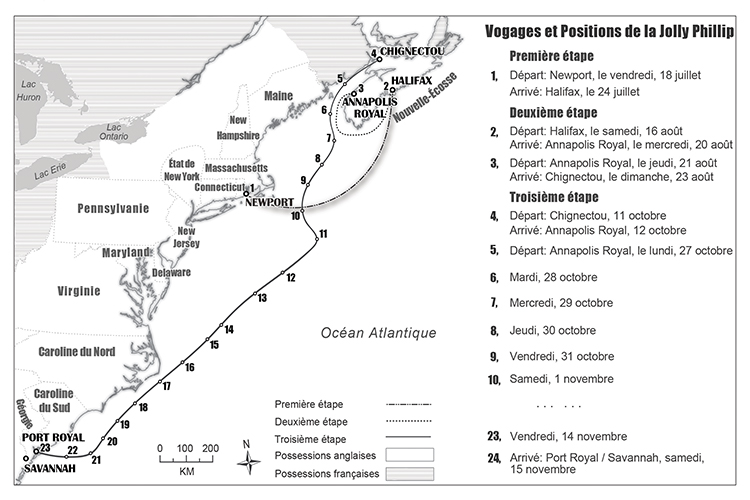 Vogages et Positions de la Jolly Phillip
Première étape
1, Départ: Newport, le vendredi, 18 juillet
Arrivé: Halifax, le 24 juillet
Deuxième étape
2, Départ: Halifax, le samedi, 16 août
Arrivé: Annapolis Royal, le mercredi, 20 août
3, Départ: Annapolis Royal, le jeudi, 21 août
Arrivé: Chignectou, le dimanche, 23 août
Troisième étape
4, Départ: Chignectou, 11 octobre
Arrivé: Annapolis Royal, 12 octobre
5, Départ: Annapolis Royal, le lundi, 27 octobre
6, Mardi, 28 octobre
7, Mercredi, 29 octobre
8, Jeudi, 30 octobre
9, Vendredi, 31 octobre
10, Samedi, 1 novembre
... ...
23, Vendredi, 14 novembre
24, Arrivé: Port Royal / Savannah, samedi,
15 novembre
Lac
Huron
Lac
Ontario
Lac Erie
4 CHIGNECTOU
5
3
2 HALIFAX
ANNAPOLIS
ROYAL
Nouvelle-Écosse
Maine
6
New
Hampshire
7
État de
New York
Massachusetts
8
Connecticut
1
9
NEWPORT
10
Pennsylvanie
New
Jersey
11
Maryland
Delaware
12
Virginie
13
14
Océan Atlantique
15
Caroline du Nord
16
17
Caroline
du Sud
18
Géorgie
19
20
PORT ROYAL
23
22
21
SAVANNAH
Première étape
Deuxième étape
Troisième étape
Possessions anglaises
Possessions françaises
0 100 200
KM
N